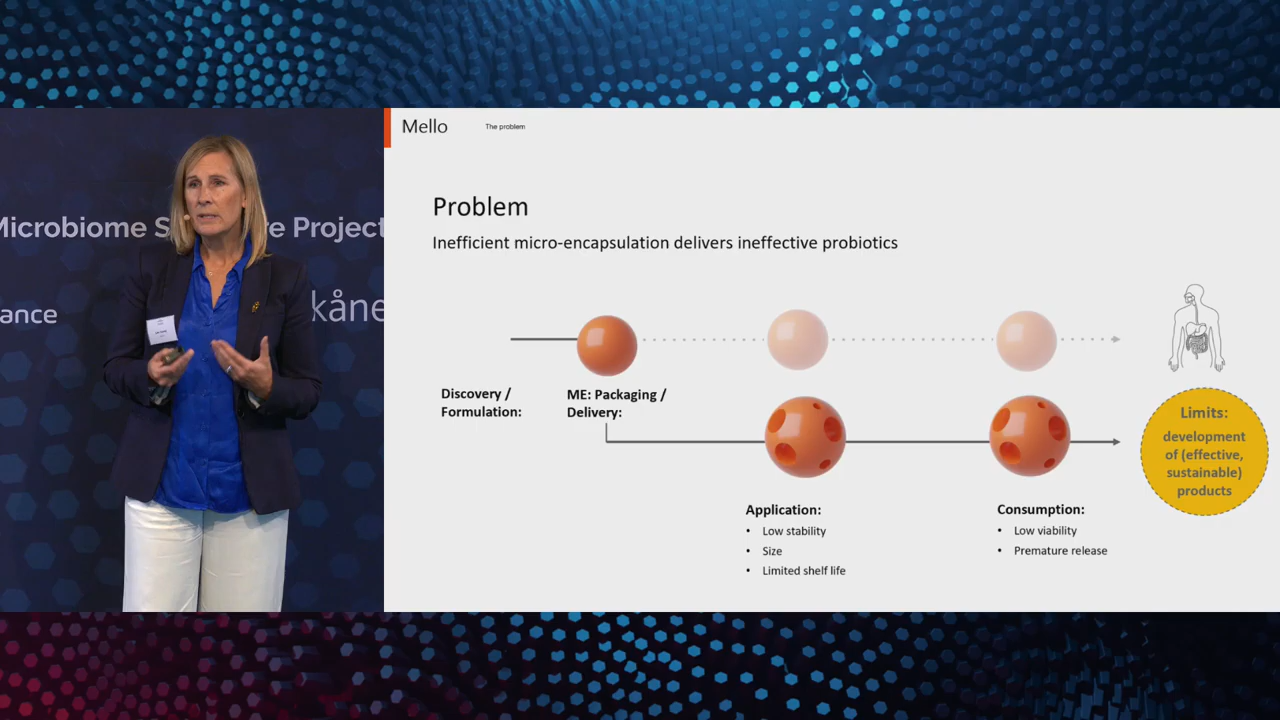 Microbiome S re Project
ance
kåne
Mello
The problem
Problem
Inefficient micro-encapsulation delivers ineffective probiotics
Discovery /
Formulation:
ME: Packaging /
Delivery:
Limits:
development
of (effective,
sustainable)
products
Application:
• Low stability
• Size
• Limited shelf life
Consumption:
• Low viability
• Premature release